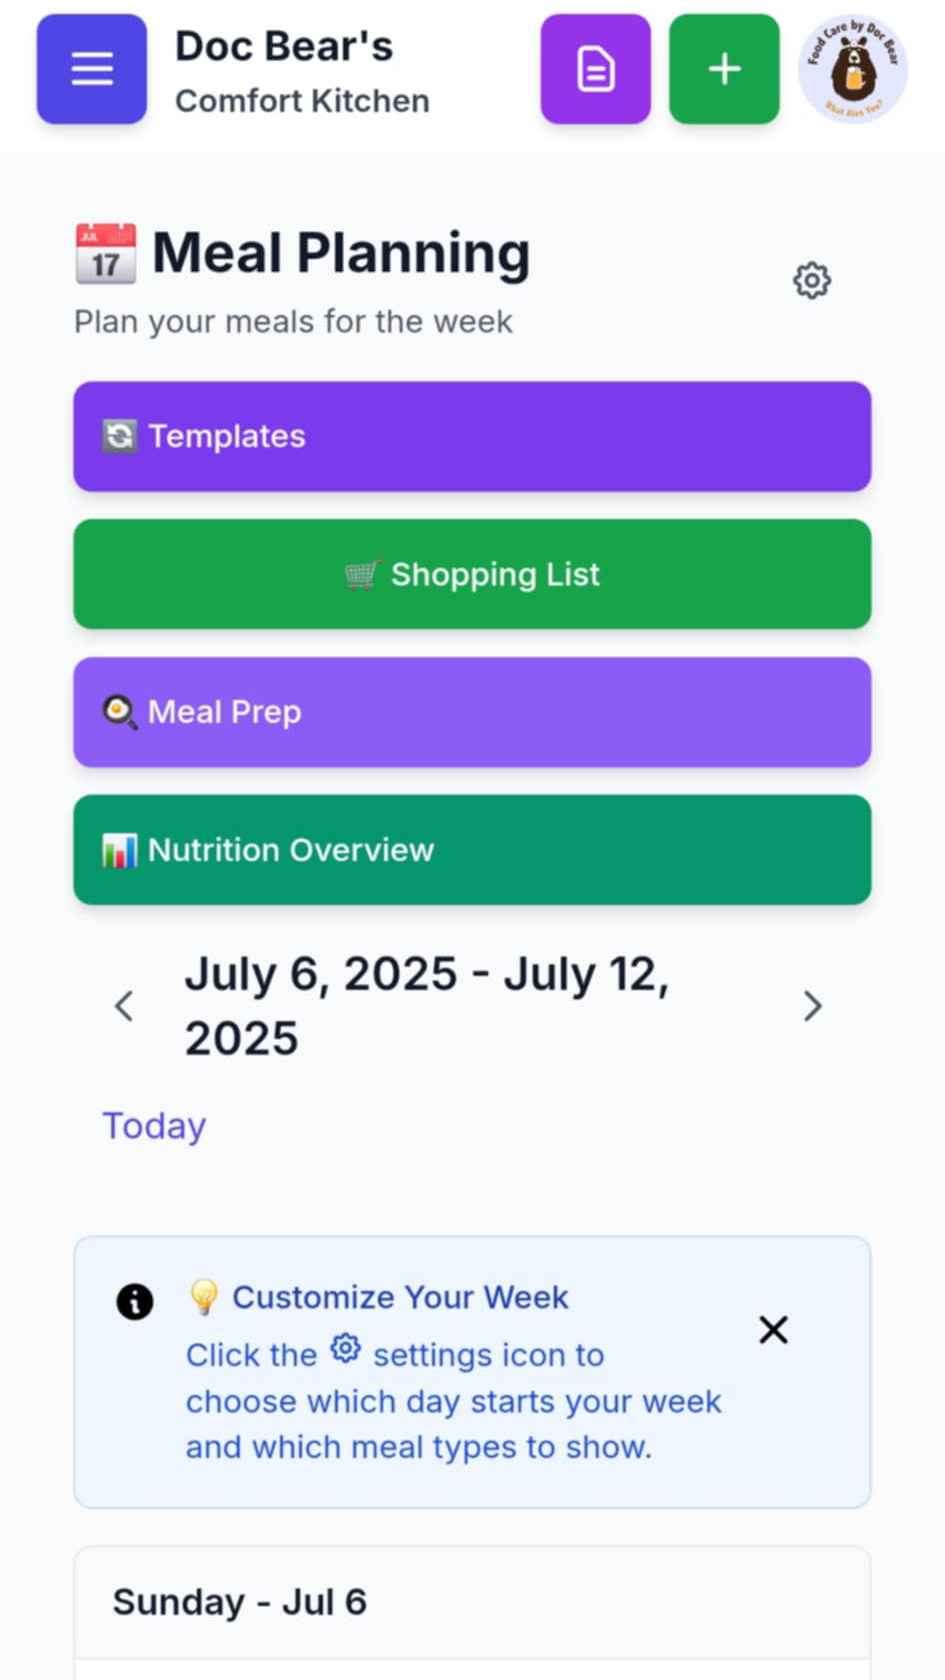 Doc Bear's
Comfort Kitchen
Food Care by Doc Bear
What Ales You?
JUL
17
Meal Planning
Plan your meals for the week
Templates
Shopping List
Meal Prep
Nutrition Overview
July 6, 2025 - July 12,
2025
Today
Customize Your Week
Click the settings icon to
choose which day starts your week
and which meal types to show.
Sunday - Jul 6